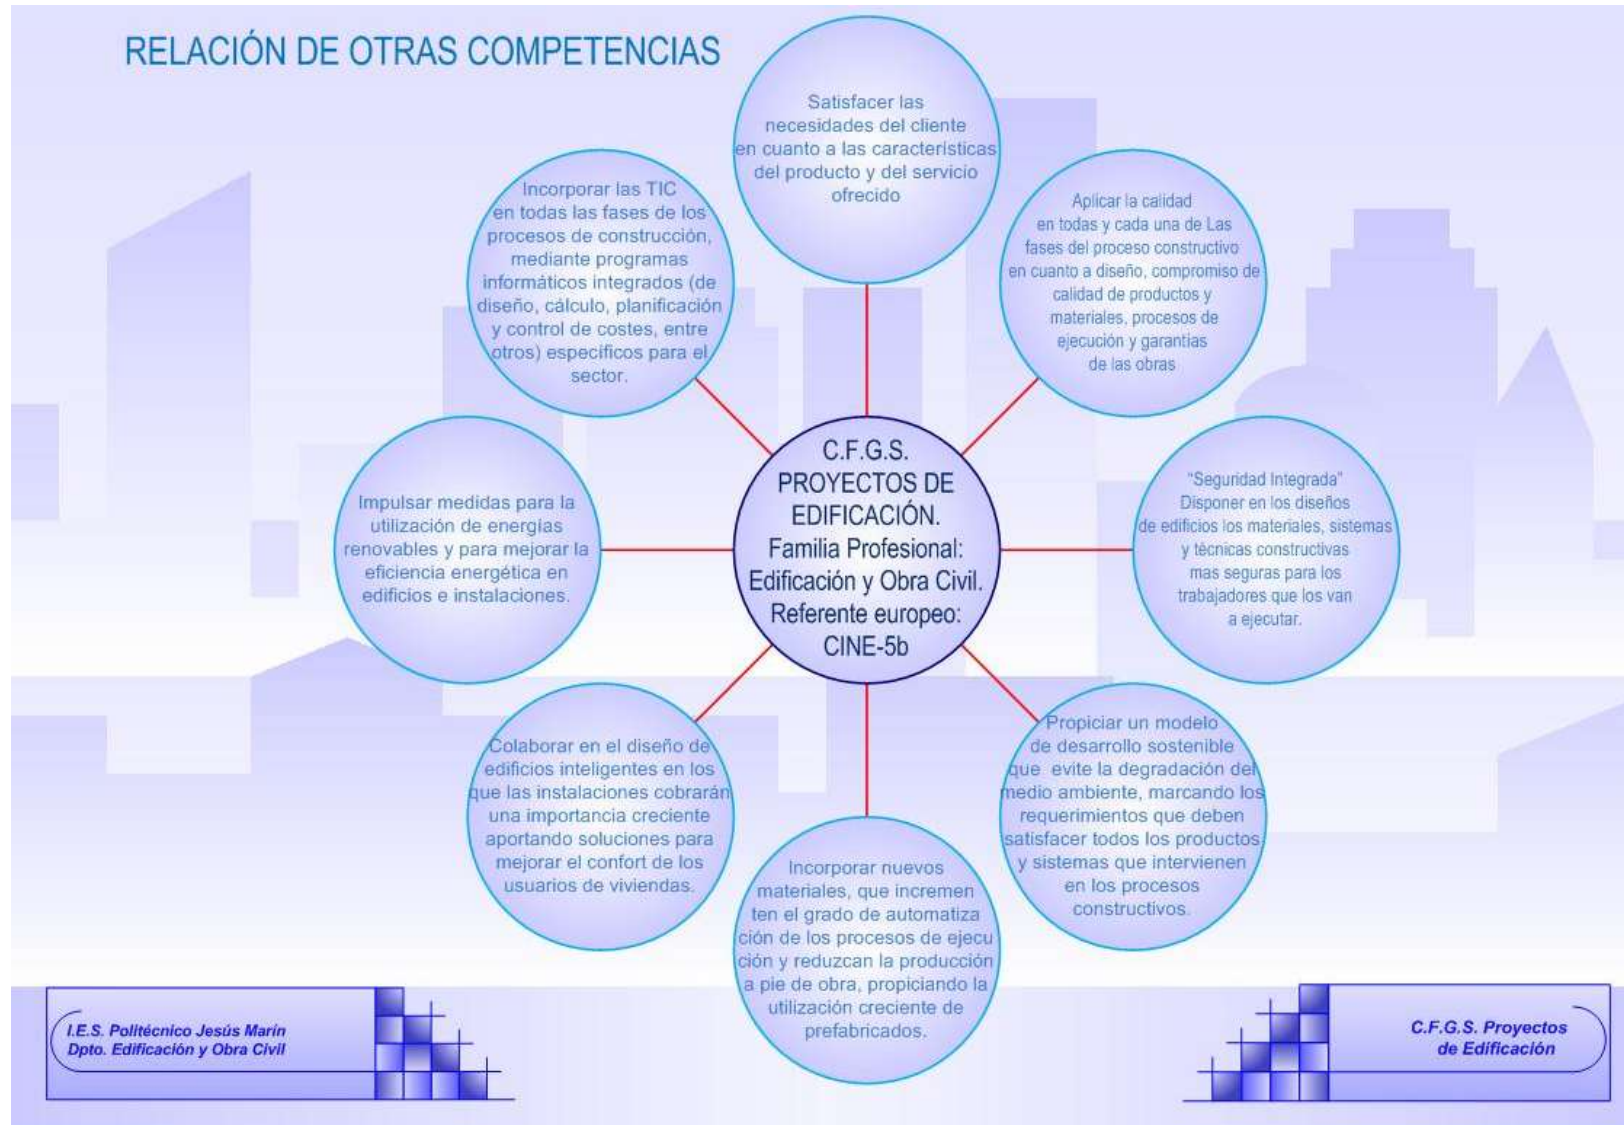 RELACIÓN DE OTRAS COMPETENCIAS
Satisfacer las
necesidades del cliente
en cuanto a las características
del producto y del servicio
ofrecido
Aplicar la calidad
en todas y cada una de Las
fases del proceso constructivo
en cuanto a diseño, compromiso de
calidad de productos y
materiales, procesos de
ejecución y garantias
de las obras
"Seguridad Integrada"
Disponer en los diseños
de edificios los materiales, sistemas
y técnicas constructivas
mas seguras para los
trabajadores que los van
a ejecutar.
Propiciar un modelo
de desarrollo sostenible
que evite la degradación del
medio ambiente, marcando los
requerimientos que deben
satisfacer todos los productos
y sistemas que intervienen
en los procesos
constructivos.
Incorporar nuevos
materiales, que incremen
ten el grado de automatiza
ción de los procesos de ejecu
ción y reduzcan la producción
a pie de obra, propiciando la
utilización creciente de
prefabricados.
Colaborar en el diseño de
edificios inteligentes en los
que las instalaciones cobrarán
una importancia creciente
aportando soluciones para
mejorar el confort de los
usuarios de viviendas.
Impulsar medidas para la
utilización de energías
renovables y para mejorar la
eficiencia energética en
edificios e instalaciones.
Incorporar las TIC
en todas las fases de los
procesos de construcción,
mediante programas
informáticos integrados (de
diseño, cálculo, planificación
y control de costes, entre
otros) específicos para el
sector.
C.F.G.S.
PROYECTOS DE
EDIFICACIÓN.
Familia Profesional:
Edificación y Obra Civil.
Referente europeo:
CINE-5b
I.E.S. Politécnico Jesús Marín
Dpto. Edificación y Obra Civil
C.F.G.S. Proyectos
de Edificación